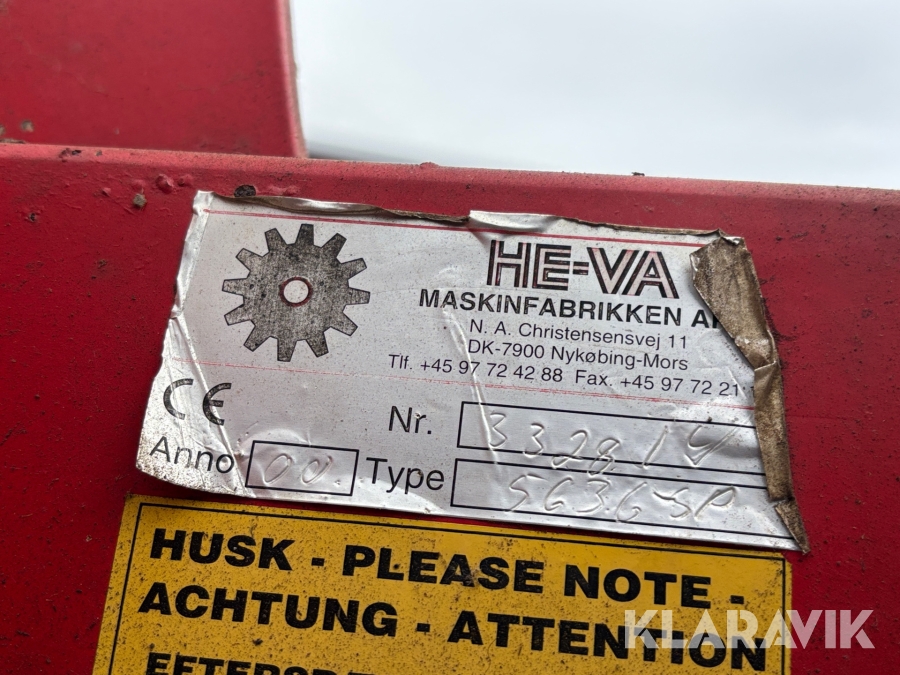 HE-VA
MASKINFABRIKKEN
N. A. Christensensvej 11
DK-7900 Nykøbing-Mors
Tlf. +45 97 72 42 88 Fax. +45 97 72 21
CE
Nr.
Anno 00. Type
HUSK - PLEASE NOTE -
ACHTUNG - ATTENTION
KLARAVIK